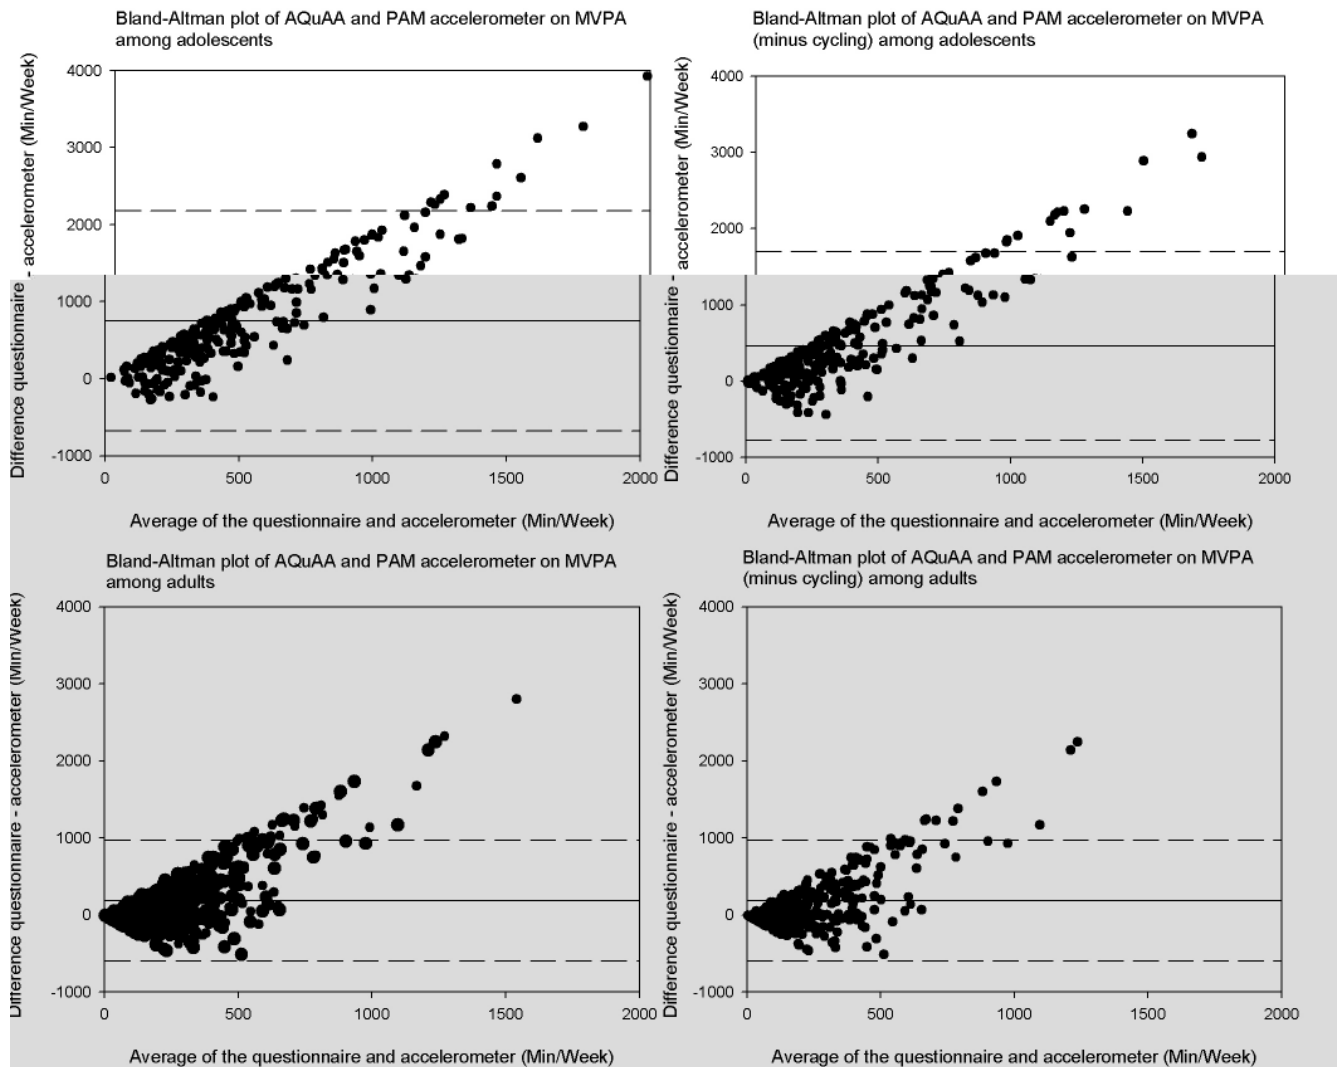 Bland-Altman plot of AQuAA and PAM accelerometer on MVPA
among adolescents
Difference questionnaire - accelerometer (Min/Week)
4000
3000
2000
1000
0
-1000
0 500 1000 1500 2000
Average of the questionnaire and accelerometer (Min/Week)
Bland-Altman plot of AQuAA and PAM accelerometer on MVPA
(minus cycling) among adolescents
Difference questionnaire - accelerometer (Min/Week)
4000
3000
2000
1000
0
-1000
0 500 1000 1500 2000
Average of the questionnaire and accelerometer (Min/Week)
Bland-Altman plot of AQuAA and PAM accelerometer on MVPA
among adults
Difference questionnaire - accelerometer (Min/Week)
4000
3000
2000
1000
0
-1000
0 500 1000 1500 2000
Average of the questionnaire and accelerometer (Min/Week)
Bland-Altman plot of AQuAA and PAM accelerometer on MVPA
(minus cycling) among adults
Difference questionnaire - accelerometer (Min/Week)
4000
3000
2000
1000
0
-1000
0 500 1000 1500 2000
Average of the questionnaire and accelerometer (Min/Week)